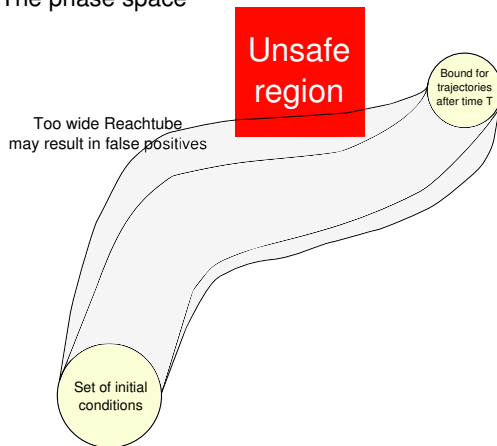 The phase space
Unsafe
region
Bound for
trajectories
after time T
Too wide Reachtube
may result in false positives
Set of initial
conditions